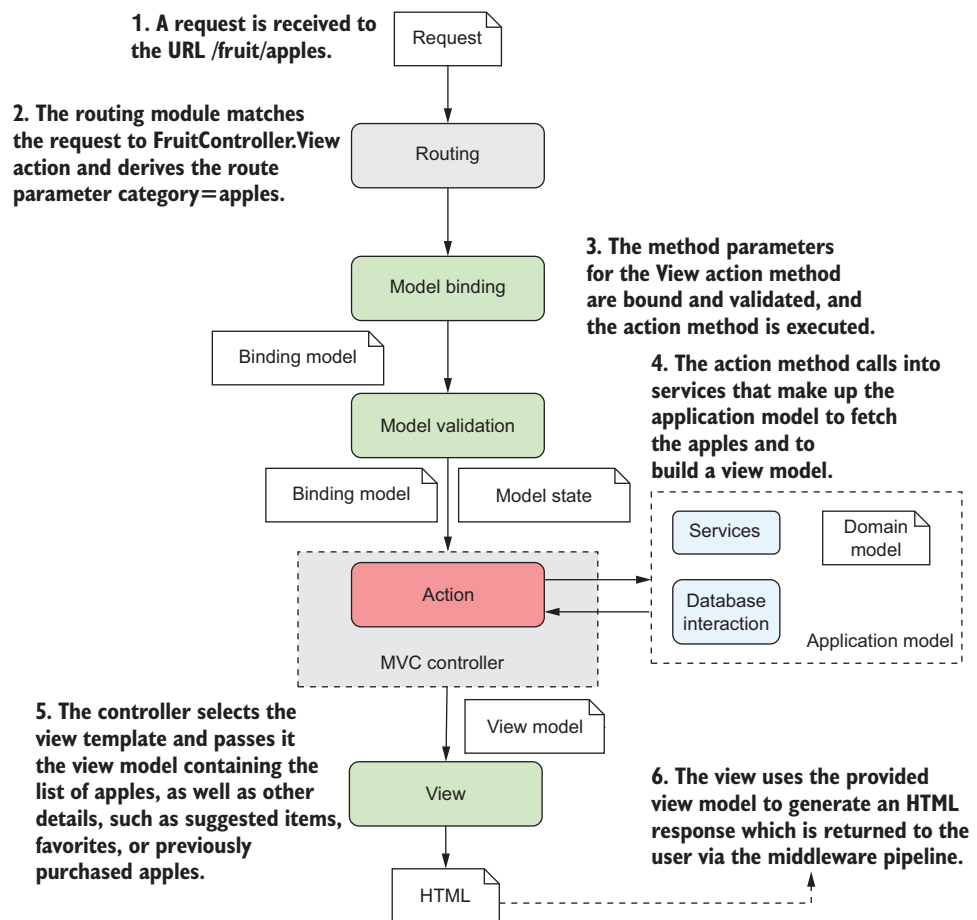 1. A request is received to
the URL /fruit/apples.
Request
2. The routing module matches
the request to FruitController.View
action and derives the route
parameter category=apples.
Routing
3. The method parameters
for the View action method
are bound and validated, and
the action method is executed.
Model binding
Binding model
4. The action method calls into
services that make up the
application model to fetch
the apples and to
build a view model.
Model validation
Binding model
Model state
Services
Domain
model
Action
Database
interaction
Application model
MVC controller
5. The controller selects the
view template and passes it
the view model containing the
list of apples, as well as other
details, such as suggested items,
favorites, or previously
purchased apples.
View model
View
6. The view uses the provided
view model to generate an HTML
response which is returned to the
user via the middleware pipeline.
HTML